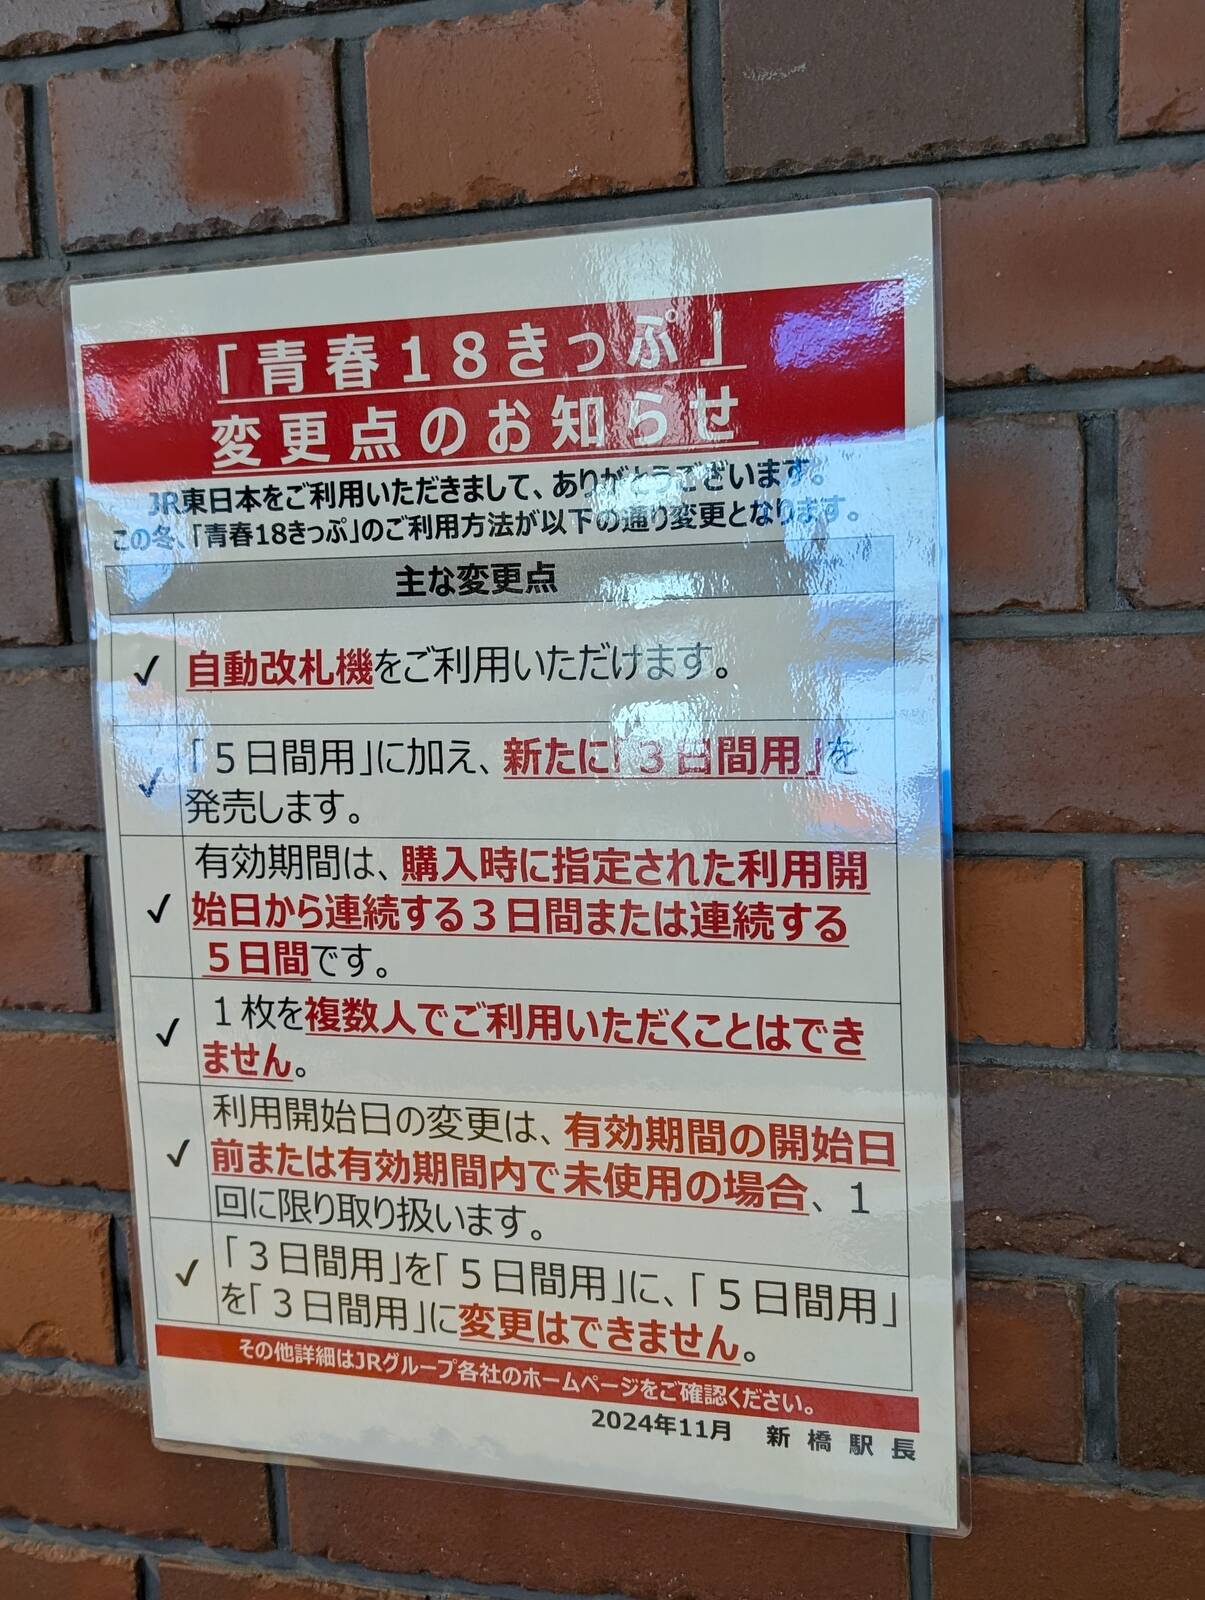 「青春18きっぷ」
変更点のお知らせ
JR東日本をご利用いただきまして、ありがとうございます。
この冬、「青春18きっぷ」のご利用方法が以下の通り変更となります。
主な変更点
✓ 自動改札機をご利用いただけます。
✓ 「５日間用」に加え、新たに「３日間用」を
発売します。
有効期間は、購入時に指定された利用開
✓ 始日から連続する３日間または連続する
５日間です。
✓ １枚を複数人でご利用いただくことはでき
ません。
利用開始日の変更は、有効期間の開始日
✓ 前または有効期間内で未使用の場合、１
回に限り取り扱います。
✓ 「３日間用」を「５日間用」に、「５日間用」
を「３日間用」に変更はできません。
その他詳細はJRグループ各社のホームページをご確認ください。
2024年11月 新橋駅長